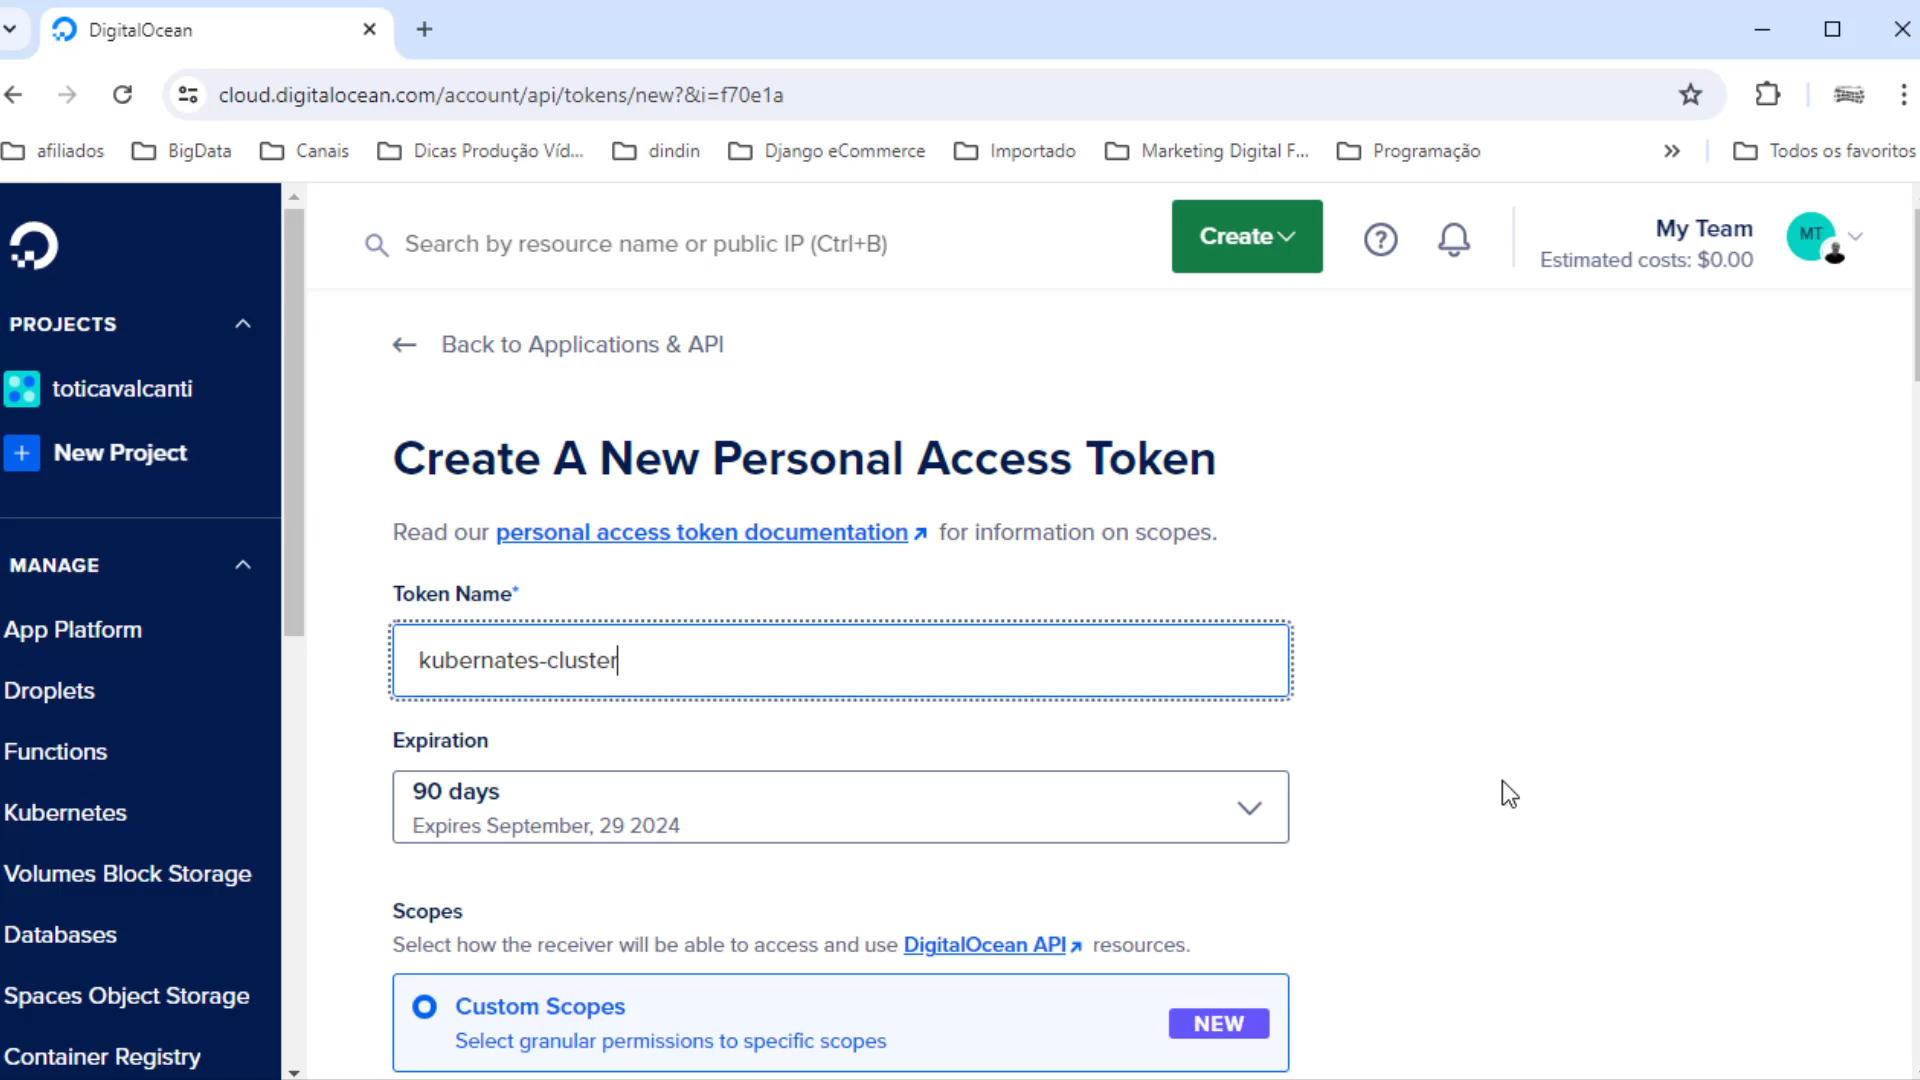 DigitalOcean
cloud.digitalocean.com/account/api/tokens/new?&i=f70e1a
afiliados
BigData
Canais
Dicas Produção Víd...
dindin
Django eCommerce
Importado
Marketing Digital F...
Programação
Todos os favoritos
Search by resource name or public IP (Ctrl+B)
Create
My Team
Estimated costs: $0.00
MT
PROJECTS
toticavalcanti
New Project
MANAGE
App Platform
Droplets
Functions
Kubernetes
Volumes Block Storage
Databases
Spaces Object Storage
Container Registry
Back to Applications & API
Create A New Personal Access Token
Read our personal access token documentation for information on scopes.
Token Name*
kubernates-cluster
Expiration
90 days
Expires September, 29 2024
Scopes
Select how the receiver will be able to access and use DigitalOcean API resources.
Custom Scopes
Select granular permissions to specific scopes
NEW